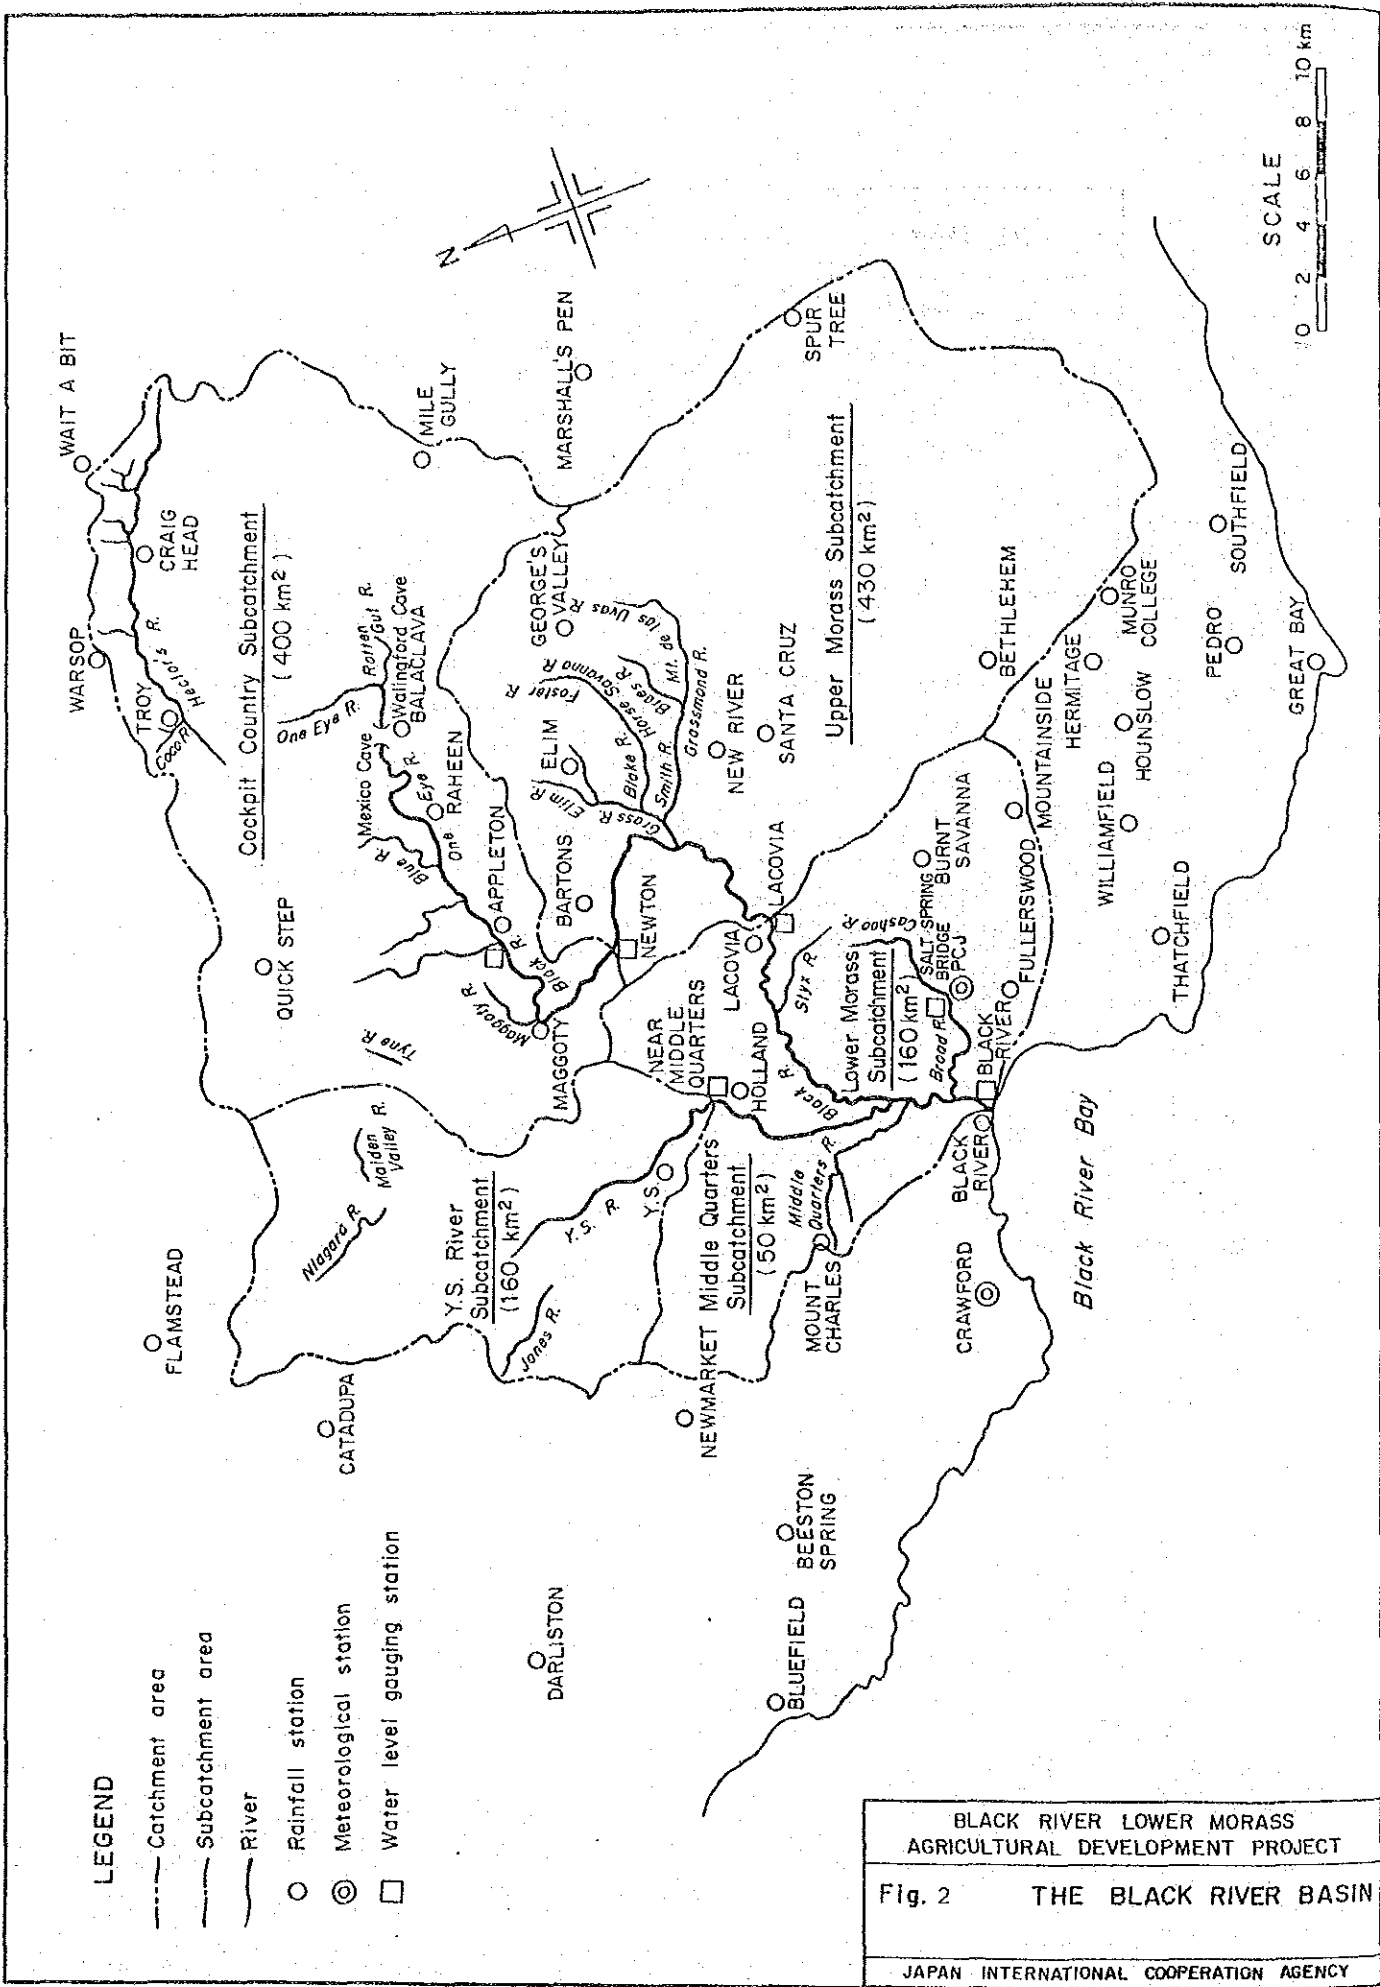 LEGEND
Catchment area
Subcatchment area
River
Rainfall station
Meteorological station
Water level gauging station
FLAMSTEAD
CATADUPA
DARLISTON
BLUEFIELD
BEESTON
SPRING
NEWMARKET
Niagara R.
Maiden
Valley R.
Y.S. River
Subcatchment
(160 km²)
Jones R.
Y.S. R.
Y.S.
Middle Quarters
Subcatchment
(50 km²)
Middle
Quarters R.
MOUNT
CHARLES
CRAWFORD
BLACK
RIVER
Black River Bay
WARSOP
WAIT A BIT
TROY
Coco R.
Hector's R.
CRAIG
HEAD
Cockpit Country Subcatchment
(400 km²)
QUICK STEP
Tyne R.
One Eye R.
Rotten
Gut R.
Walingford Cave
BALACLAVA
Mexico Cave
Blue R.
One Eye R.
RAHEEN
APPLETON
Maggoty R.
MAGGOTY
Black R.
BARTONS
NEWTON
MILE
GULLY
N
MARSHALL'S PEN
GEORGE'S
VALLEY
ELIM
Elim R.
Grass R.
Foster R.
Horse Savanna R.
Blake R.
Braes R.
Mt. de las Uvas R.
Smith R.
Grassmond R.
NEW RIVER
SANTA CRUZ
SPUR
TREE
Upper Morass Subcatchment
(430 km²)
NEAR
MIDDLE
QUARTERS
HOLLAND
LACOVIA
LACOVIA
Styx R.
Black R.
Lower Morass
Subcatchment
(160 km²)
Cashoo R.
Broad R.
SALT SPRING
BRIDGE
PCJ
BURNT
SAVANNA
BLACK
RIVER
FULLERSWOOD
MOUNTAINSIDE
BETHLEHEM
HERMITAGE
MUNRO
COLLEGE
HOUNSLOW
WILLIAMFIELD
THATCHFIELD
PEDRO
SOUTHFIELD
GREAT BAY
SCALE
0 2 4 6 8 10 km
BLACK RIVER LOWER MORASS
AGRICULTURAL DEVELOPMENT PROJECT
Fig. 2 THE BLACK RIVER BASIN
JAPAN INTERNATIONAL COOPERATION AGENCY